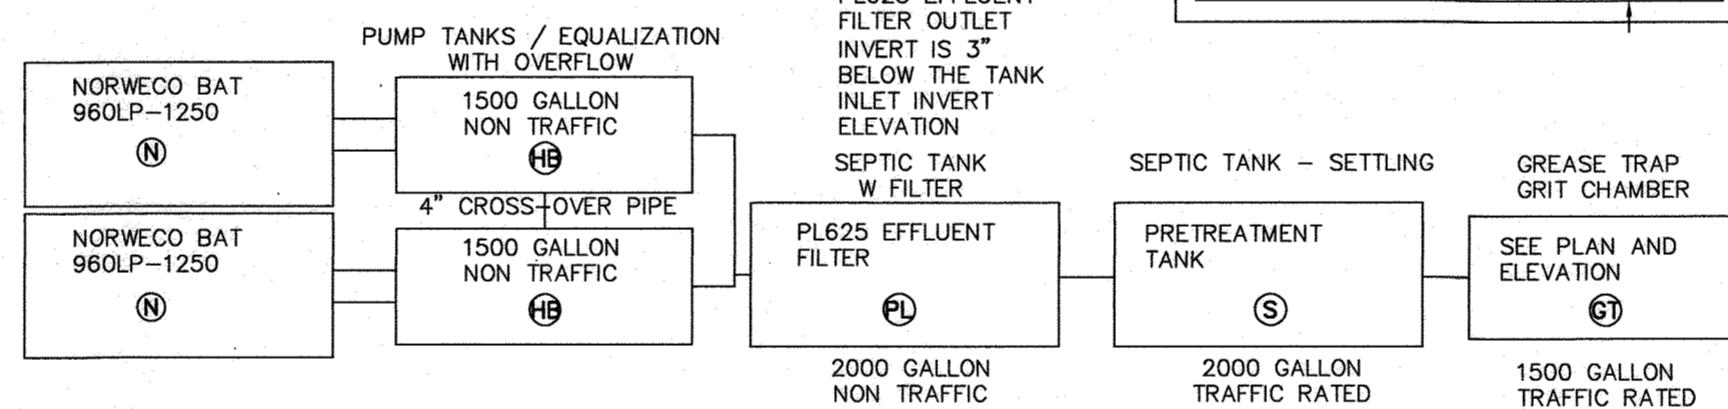 PUMP TANKS / EQUALIZATION
WITH OVERFLOW
NORWECO BAT
960LP-1250
N
1500 GALLON
NON TRAFFIC
HB
4" CROSS-OVER PIPE
NORWECO BAT
960LP-1250
N
1500 GALLON
NON TRAFFIC
HB
PL625 EFFLUENT
FILTER OUTLET
INVERT IS 3"
BELOW THE TANK
INLET INVERT
ELEVATION
SEPTIC TANK
W FILTER
PL625 EFFLUENT
FILTER
PL
2000 GALLON
NON TRAFFIC
SEPTIC TANK - SETTLING
PRETREATMENT
TANK
S
2000 GALLON
TRAFFIC RATED
GREASE TRAP
GRIT CHAMBER
SEE PLAN AND
ELEVATION
GT
1500 GALLON
TRAFFIC RATED